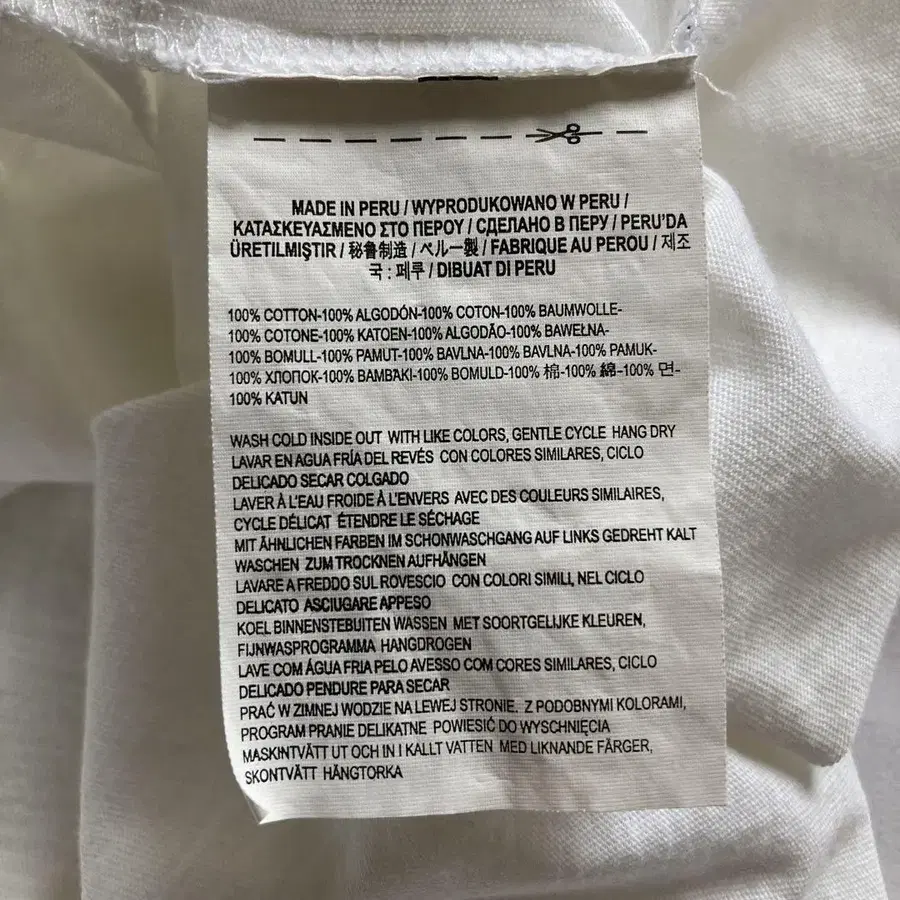 MADE IN PERU / WYPRODUKOWANO W PERU /
ΚΑΤΑΣΚΕΥΑΣΜΕΝΟ ΣΤΟ ΠΕΡΟΥ / СДЕЛАНО В ПЕРУ / PERU'DA
ÜRETILMIŞTIR / 秘鲁制造 / ペルー製 / FABRIQUE AU PEROU / 제조
국 : 페루 / DIBUAT DI PERU
100% COTTON-100% ALGODÓN-100% COTON-100% BAUMWOLLE-
100% COTONE-100% KATOEN-100% ALGODÃO-100% BAWEŁNA-
100% BOMULL-100% PAMUT-100% BAVLNA-100% BAVLNA-100% PAMUK-
100% ХЛОПОК-100% ΒΑΜΒΆΚΙ-100% BOMULD-100% 棉-100% 綿-100% 면-
100% KATUN
WASH COLD INSIDE OUT WITH LIKE COLORS, GENTLE CYCLE HANG DRY
LAVAR EN AGUA FRÍA DEL REVÉS CON COLORES SIMILARES, CICLO
DELICADO SECAR COLGADO
LAVER À L'EAU FROIDE À L'ENVERS AVEC DES COULEURS SIMILAIRES,
CYCLE DÉLICAT ÉTENDRE LE SÉCHAGE
MIT ÄHNLICHEN FARBEN IM SCHONWASCHGANG AUF LINKS GEDREHT KALT
WASCHEN ZUM TROCKNEN AUFHÄNGEN
LAVARE A FREDDO SUL ROVESCIO CON COLORI SIMILI, NEL CICLO
DELICATO ASCIUGARE APPESO
KOEL BINNENSTEBUITEN WASSEN MET SOORTGELIJKE KLEUREN,
FIJNWASPROGRAMMA HANGDROGEN
LAVE COM ÁGUA FRIA PELO AVESSO COM CORES SIMILARES, CICLO
DELICADO PENDURE PARA SECAR
PRAĆ W ZIMNEJ WODZIE NA LEWEJ STRONIE. Z PODOBNYMI KOLORAMI,
PROGRAM PRANIE DELIKATNE POWIESIĆ DO WYSCHNIĘCIA
MASKINTVÄTT UT OCH IN I KALLT VATTEN MED LIKNANDE FÄRGER,
SKONTVÄTT HÄNGTORKA